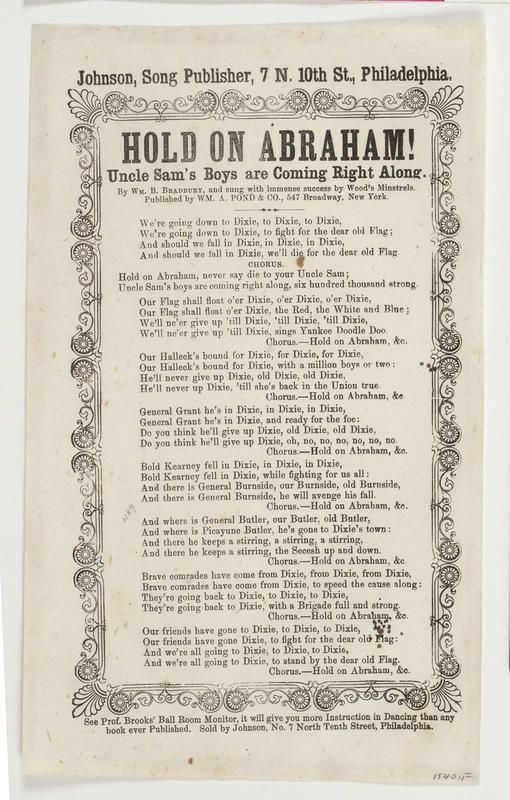 Johnson, Song Publisher, 7 N. 10th St., Philadelphia.
HOLD ON ABRAHAM!
Uncle Sam's Boys are Coming Right Along.
By WM. B. BRADBURY, and sung with immense success by Wood's Minstrels.
Published by WM. A. POND & CO., 547 Broadway, New York.
We're going down to Dixie, to Dixie, to Dixie,
We're going down to Dixie, to fight for the dear old Flag;
And should we fall in Dixie, in Dixie, in Dixie,
And should we fall in Dixie, we'll die for the dear old Flag.
CHORUS.
Hold on Abraham, never say die to your Uncle Sam;
Uncle Sam's boys are coming right along, six hundred thousand strong.
Our Flag shall float o'er Dixie, o'er Dixie, o'er Dixie,
Our Flag shall float o'er Dixie, the Red, the White and Blue;
We'll ne'er give up 'till Dixie, 'till Dixie, 'till Dixie,
We'll ne'er give up 'till Dixie, sings Yankee Doodle Doo.
Chorus.—Hold on Abraham, &c.
Our Halleck's bound for Dixie, for Dixie, for Dixie,
Our Halleck's bound for Dixie, with a million boys or two:
He'll never give up Dixie, old Dixie, old Dixie,
He'll never up Dixie, 'till she's back in the Union true.
Chorus.—Hold on Abraham, &c.
General Grant he's in Dixie, in Dixie, in Dixie,
General Grant he's in Dixie, and ready for the foe:
Do you think he'll give up Dixie, old Dixie, old Dixie,
Do you think he'll give up Dixie, oh, no, no, no, no, no, no.
Chorus.—Hold on Abraham, &c.
Bold Kearney fell in Dixie, in Dixie, in Dixie,
Bold Kearney fell in Dixie, while fighting for us all:
And there is General Burnside, our Burnside, old Burnside,
And there is General Burnside, he will avenge his fall.
Chorus.—Hold on Abraham, &c.
And where is General Butler, our Butler, old Butler,
And where is Picayune Butler, he's gone to Dixie's town:
And there he keeps a stirring, a stirring, a stirring,
And there he keeps a stirring, the Secesh up and down.
Chorus.—Hold on Abraham, &c.
Brave comrades have come from Dixie, from Dixie, from Dixie,
Brave comrades have come from Dixie, to speed the cause along:
They're going back to Dixie, to Dixie, to Dixie,
They're going back to Dixie, with a Brigade full and strong.
Chorus.—Hold on Abraham, &c.
Our friends have gone to Dixie, to Dixie, to Dixie,
Our friends have gone Dixie, to fight for the deer old Flag:
And we're all going to Dixie, to Dixie, to Dixie,
And we're all going to Dixie, to stand by the dear old Flag.
Chorus.—Hold on Abraham, &c.
See Prof. Brooks' Ball Room Monitor, it will give you more Instruction in Dancing than any
book ever Published. Sold by Johnson, No. 7 North Tenth Street, Philadelphia.